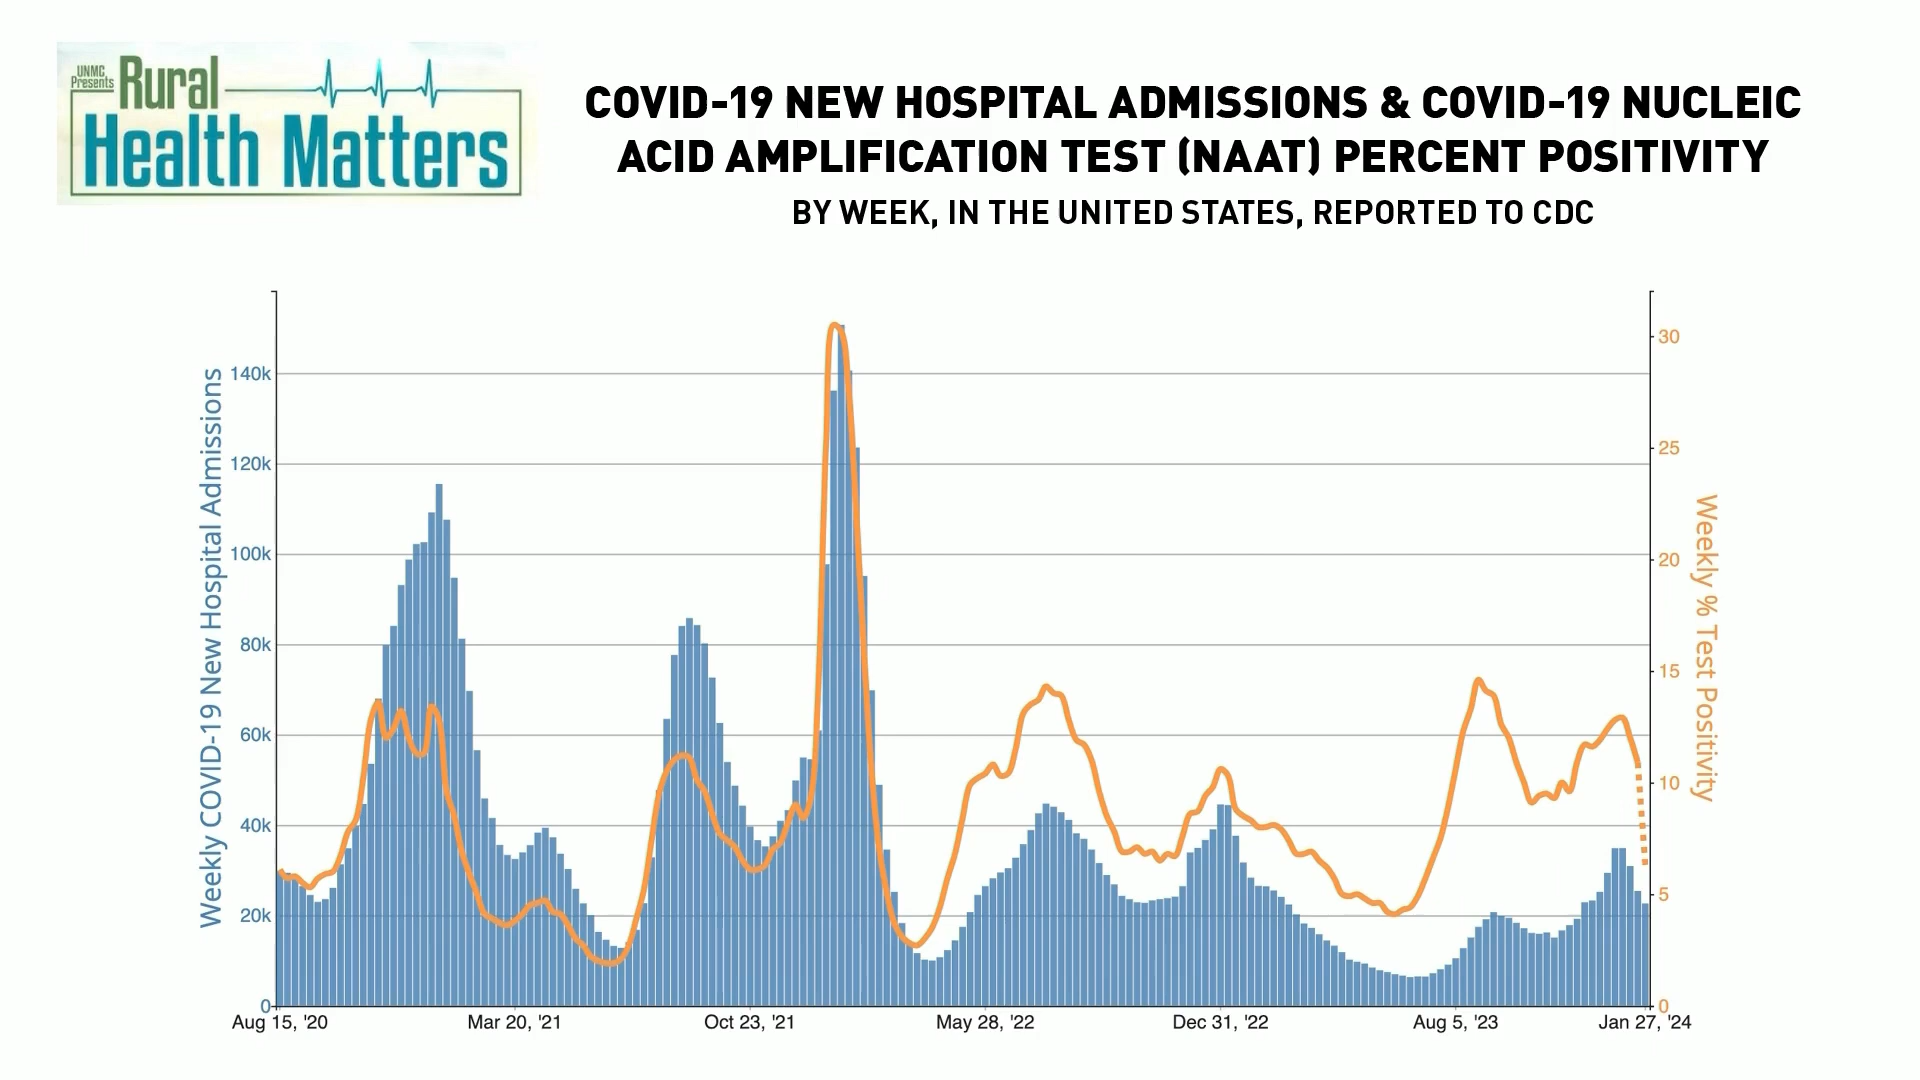 UNMC
Presents
Rural
Health Matters
COVID-19 NEW HOSPITAL ADMISSIONS & COVID-19 NUCLEIC
ACID AMPLIFICATION TEST (NAAT) PERCENT POSITIVITY
BY WEEK, IN THE UNITED STATES, REPORTED TO CDC
Weekly COVID-19 New Hospital Admissions
140k
120k
100k
80k
60k
40k
20k
0
30
25
20
15
10
5
0
Weekly % Test Positivity
Aug 15, '20
Mar 20, '21
Oct 23, '21
May 28, '22
Dec 31, '22
Aug 5, '23
Jan 27, '24